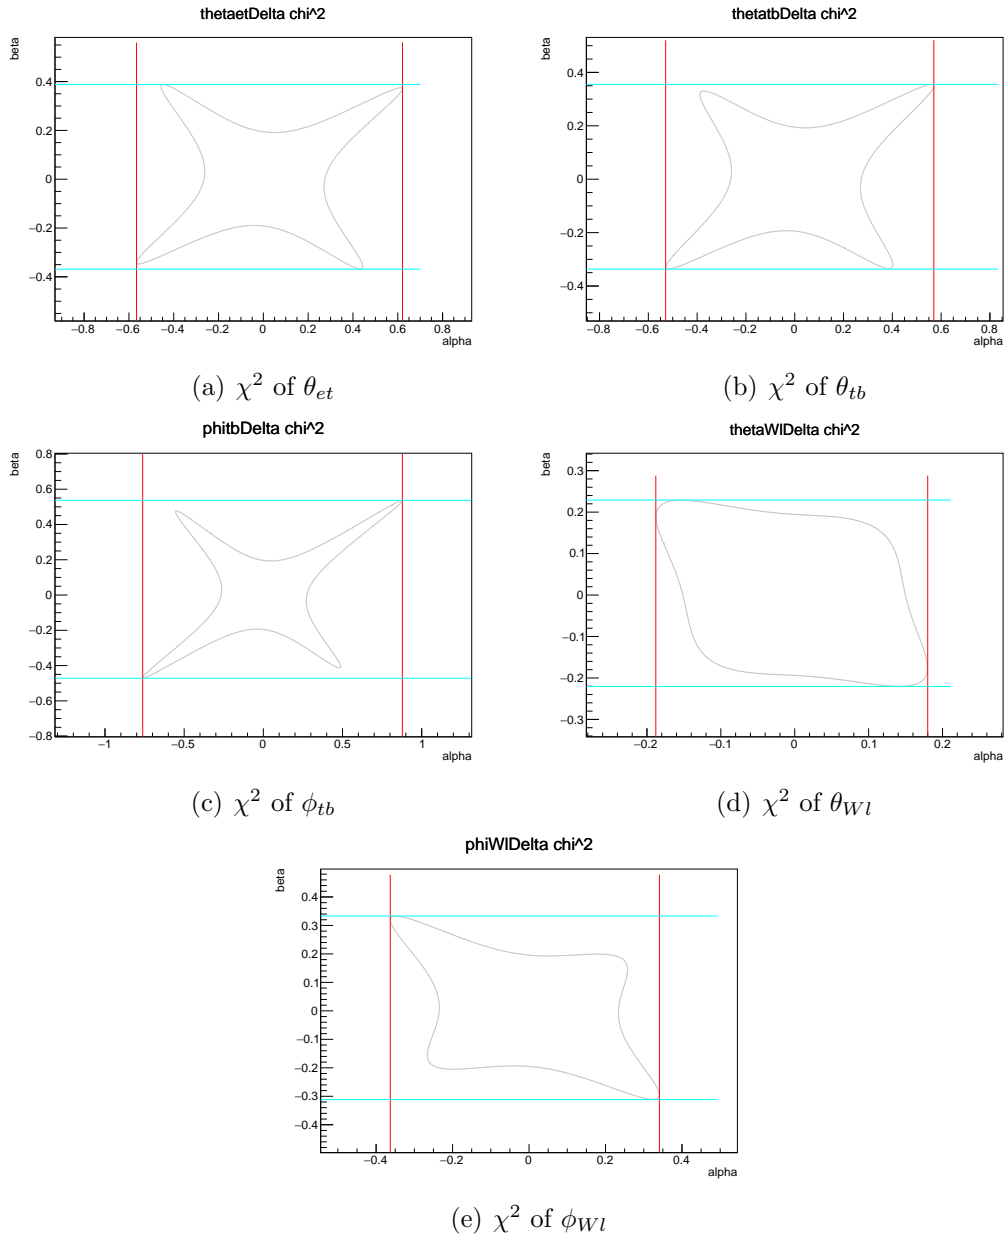 thetaetDelta chi^2
beta
0.4
0.2
0
−0.2
−0.4
−0.8 −0.6 −0.4 −0.2 0 0.2 0.4 0.6 0.8
alpha
(a) χ² of θ_et
thetatbDelta chi^2
beta
0.4
0.2
0
−0.2
−0.4
−0.8 −0.6 −0.4 −0.2 0 0.2 0.4 0.6 0.8
alpha
(b) χ² of θ_tb
phitbDelta chi^2
beta
0.8
0.6
0.4
0.2
0
−0.2
−0.4
−0.6
−0.8
−1 −0.5 0 0.5 1
alpha
(c) χ² of ϕ_tb
thetaWlDelta chi^2
beta
0.3
0.2
0.1
0
−0.1
−0.2
−0.3
−0.2 −0.1 0 0.1 0.2
alpha
(d) χ² of θ_Wl
phiWlDelta chi^2
beta
0.4
0.3
0.2
0.1
0
−0.1
−0.2
−0.3
−0.4
−0.4 −0.2 0 0.2 0.4
alpha
(e) χ² of ϕ_Wl